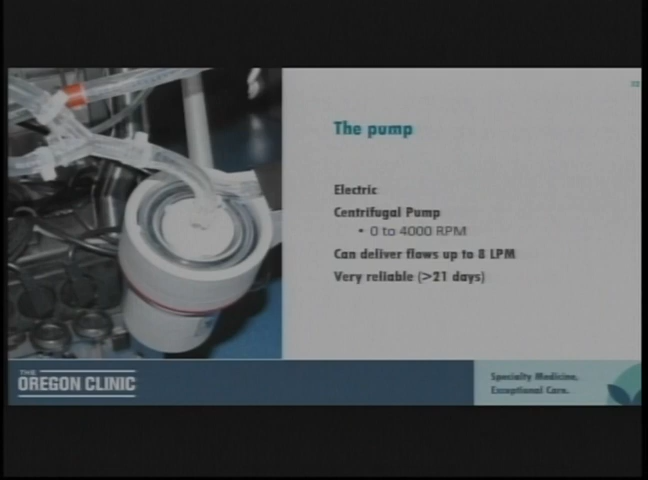 The pump
Electric
Centrifugal Pump
• 0 to 4000 RPM
Can deliver flows up to 8 LPM
Very reliable (>21 days)
THE
OREGON CLINIC
Specialty Medicine,
Exceptional Care.